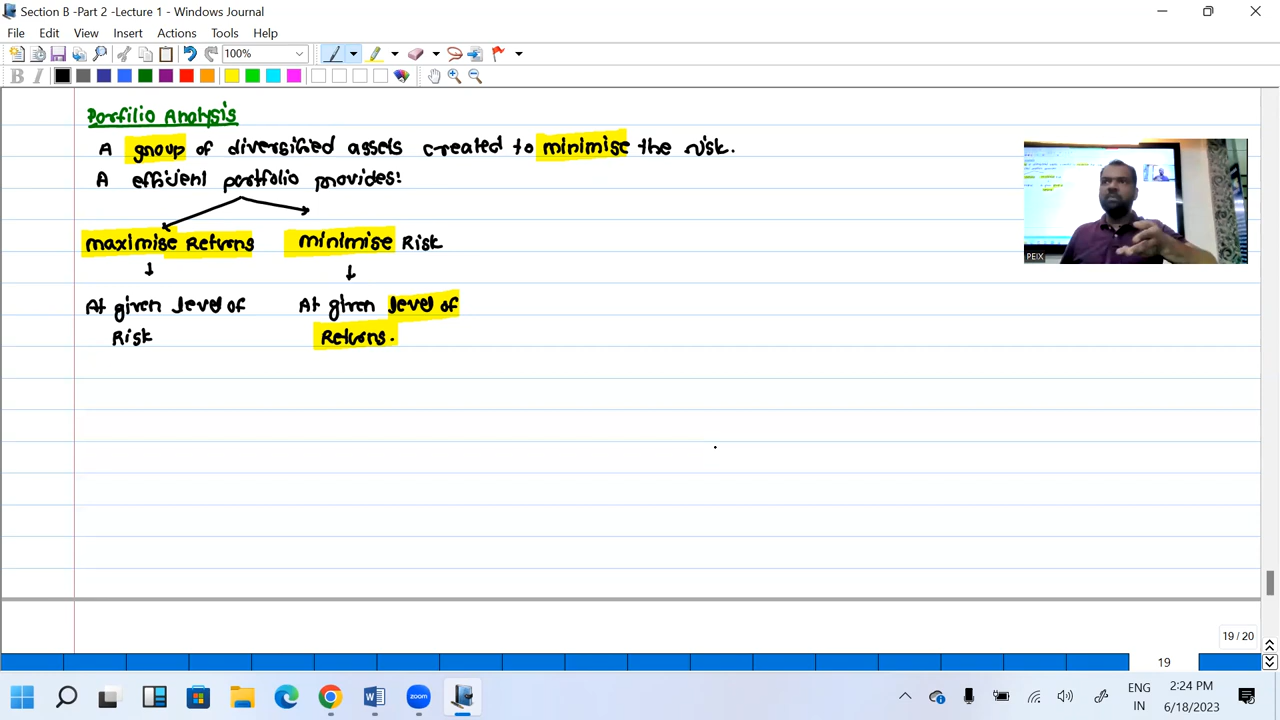 Section B -Part 2 -Lecture 1 - Windows Journal
File Edit View Insert Actions Tools Help
100%
B I
Porfilio Analysis
A group of diversified assets created to minimise the risk.
A efficient portfolio provides:
maximise Returns minimise Risk
At given level of At given level of
Risk Returns.
PEIX
19 / 20
19
zoom
ENG 2:24 PM
IN 6/18/2023